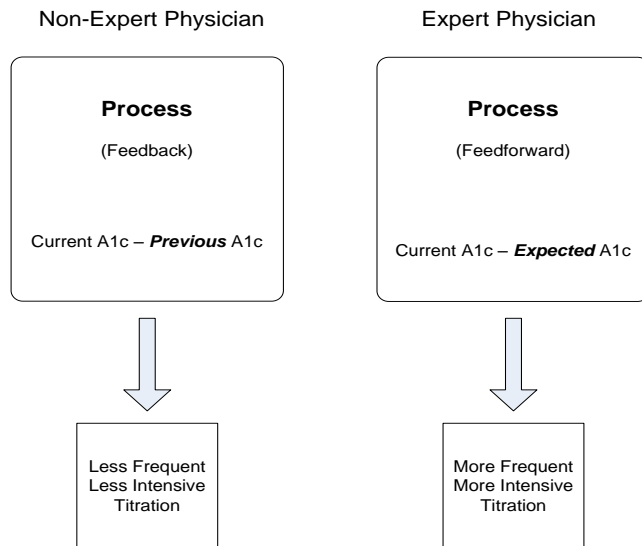 Non-Expert Physician
Process
(Feedback)
Current A1c – Previous A1c
Less Frequent
Less Intensive
Titration
Expert Physician
Process
(Feedforward)
Current A1c – Expected A1c
More Frequent
More Intensive
Titration